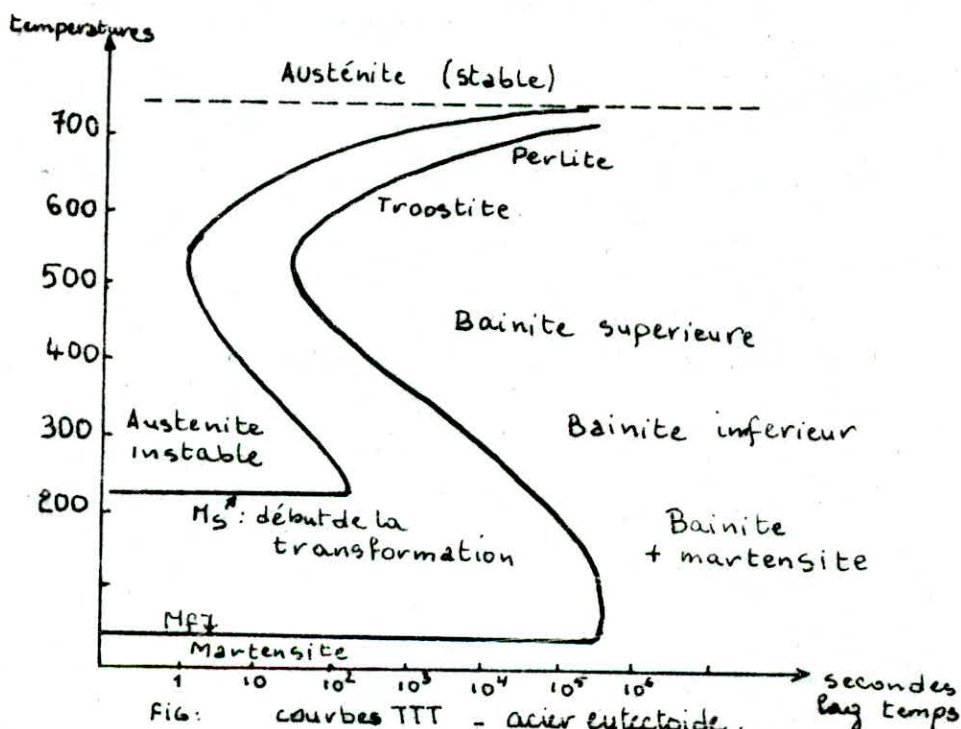 temperatures
Austénite (stable)
700
Perlite
600
Troostite
500
Bainite superieure
400
300
Austenite
instable
Bainite inferieur
200
Ms : début de la
transformation
Bainite
+ martensite
Mf
Martensite
1 10 10² 10³ 10⁴ 10⁵ 10⁶
secondes
log temps
FIG: courbes TTT - acier eutectoide.